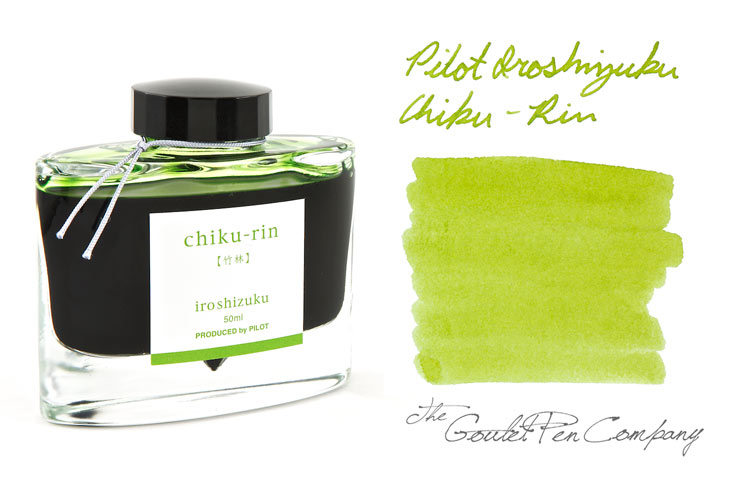 chiku-rin
【竹林】
iroshizuku
50ml
PRODUCED by PILOT
Pilot Iroshizuku
Chiku-Rin
The Goulet Pen Company